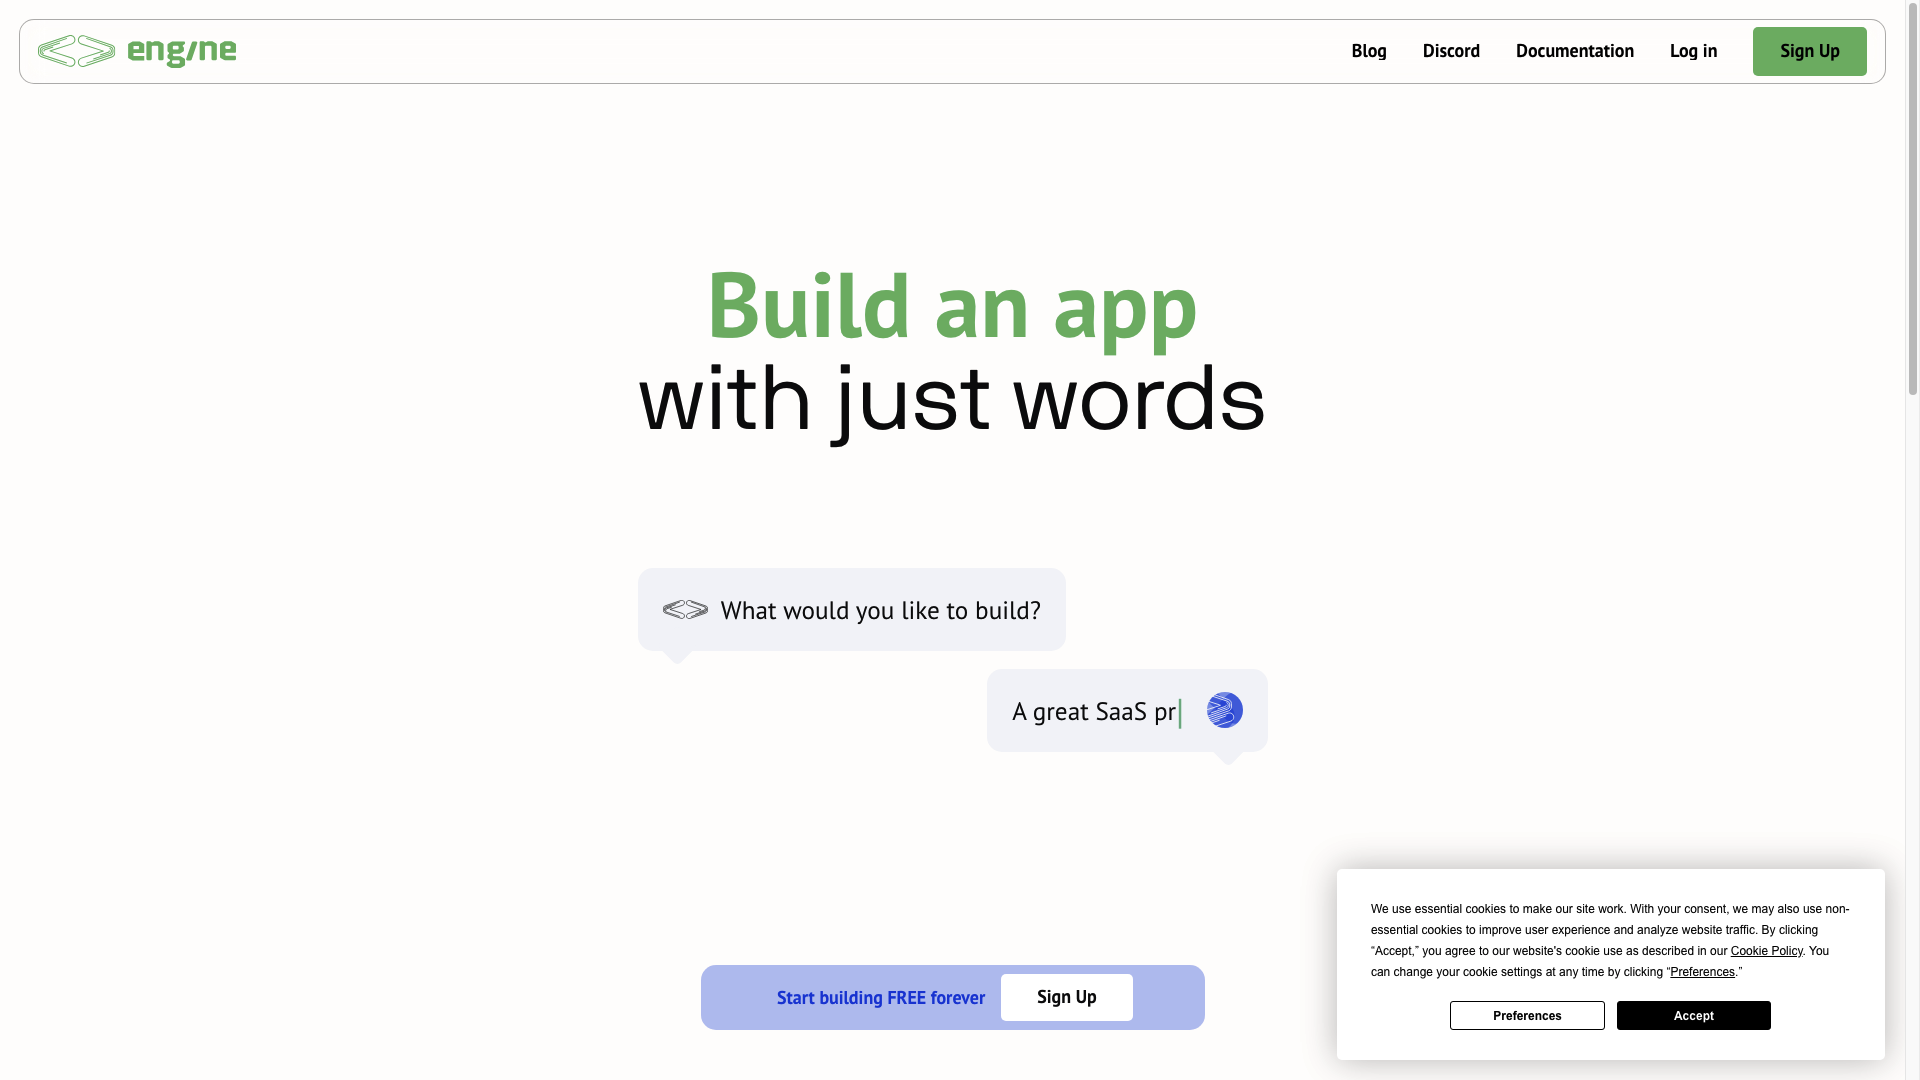 engine
Blog
Discord
Documentation
Log in
Sign Up
Build an app
with just words
What would you like to build?
A great SaaS pr
Start building FREE forever
Sign Up
We use essential cookies to make our site work. With your consent, we may also use non-
essential cookies to improve user experience and analyze website traffic. By clicking
“Accept,” you agree to our website's cookie use as described in our Cookie Policy. You
can change your cookie settings at any time by clicking “Preferences.”
Preferences
Accept